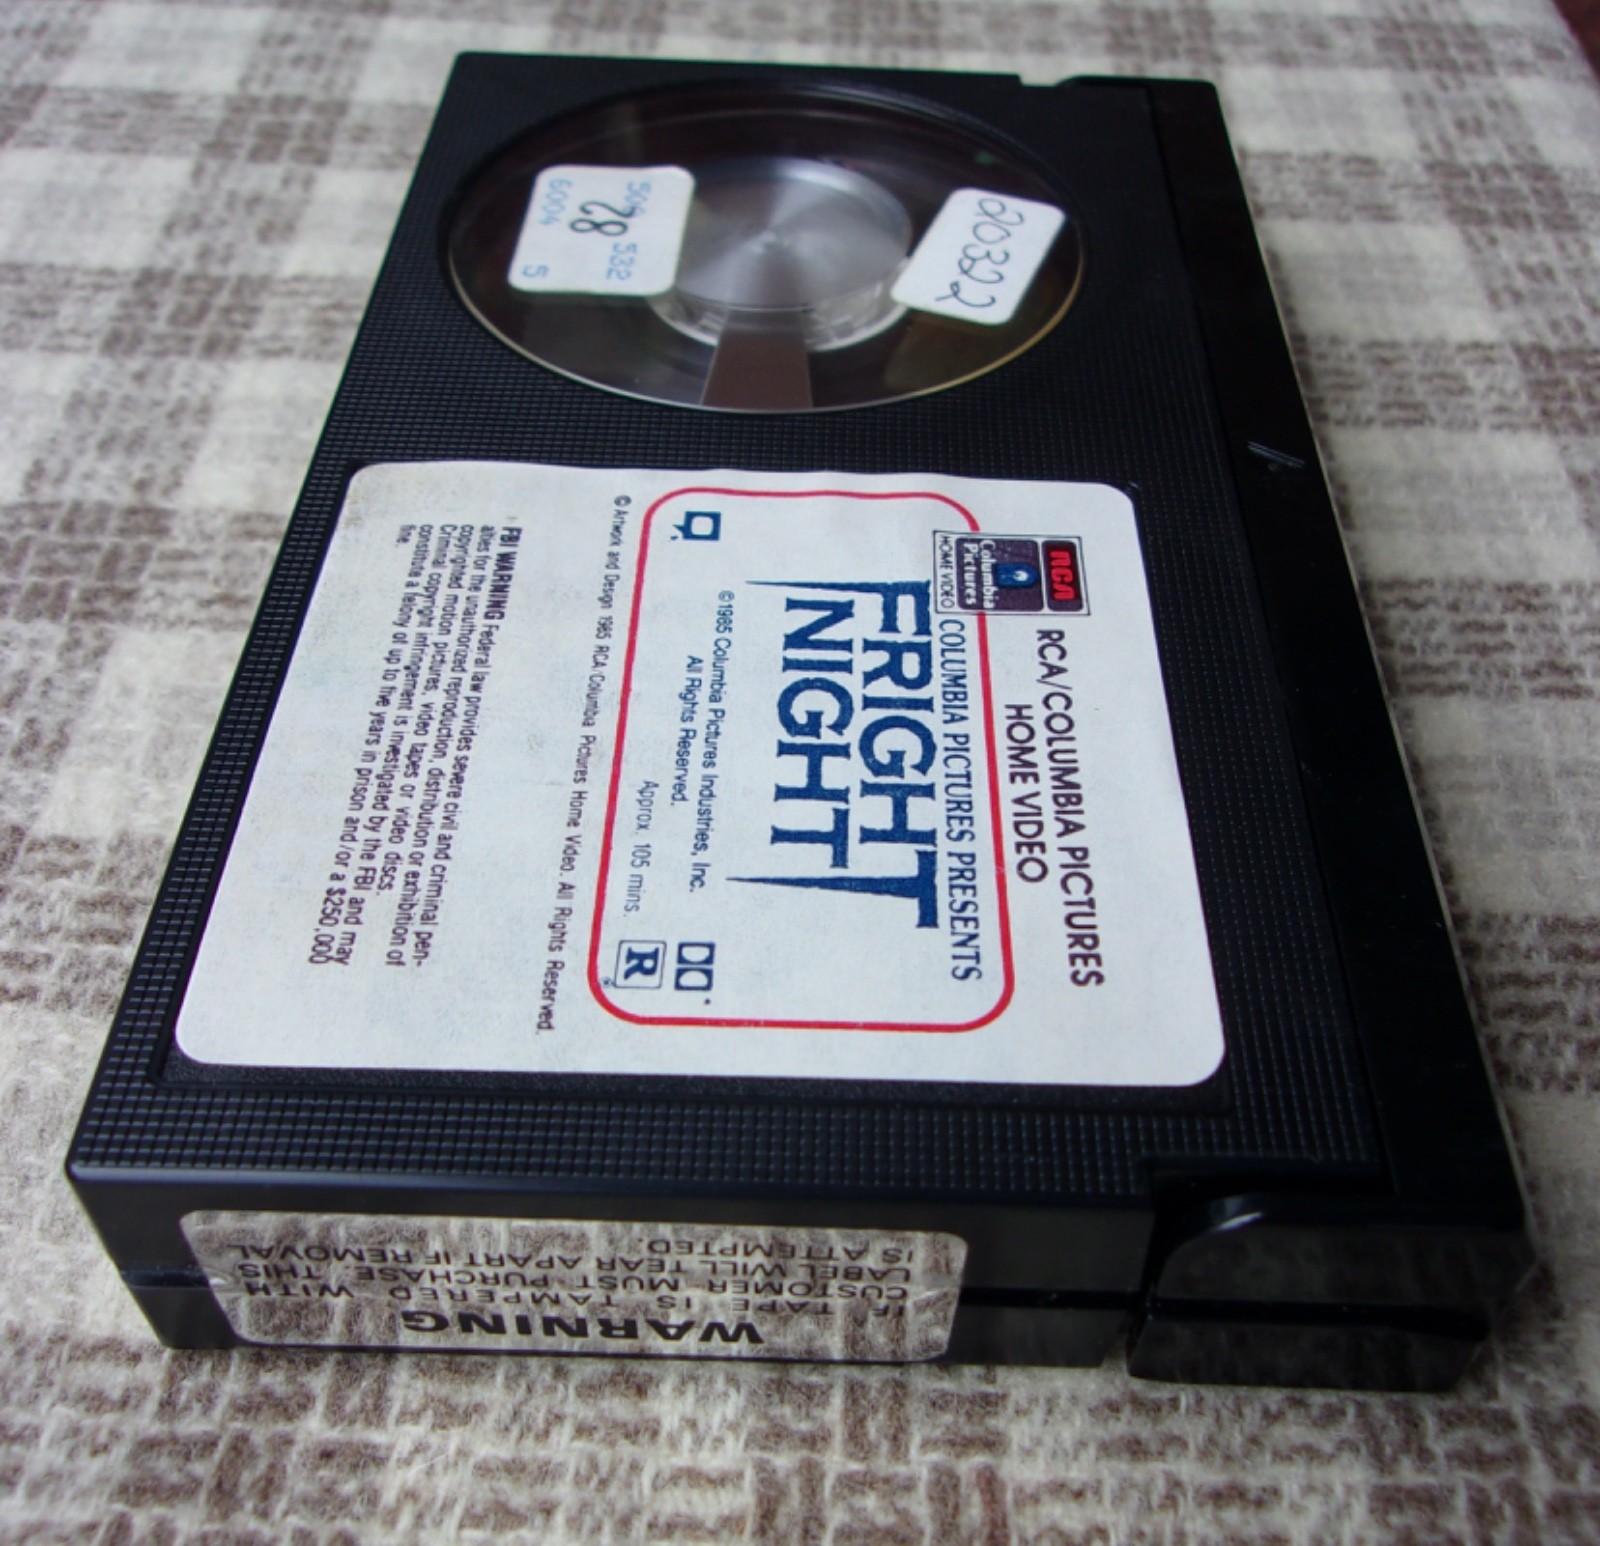 504 532
28
6004 5
20322
RCA
Columbia
Pictures
HOME VIDEO
RCA/COLUMBIA PICTURES
HOME VIDEO
COLUMBIA PICTURES PRESENTS
FRIGHT
NIGHT
©1985 Columbia Pictures Industries, Inc.
All Rights Reserved.
Approx. 105 mins.
R
© Artwork and Design 1985 RCA/Columbia Pictures Home Video. All Rights Reserved.
FBI WARNING Federal law provides severe civil and criminal pen-
alties for the unauthorized reproduction, distribution or exhibition of
copyrighted motion pictures, video tapes or video discs.
Criminal copyright infringement is investigated by the FBI and may
constitute a felony of up to five years in prison and/or a $250,000
fine.
WARNING
IF TAPE IS TAMPERED WITH
CUSTOMER MUST PURCHASE. THIS
LABEL WILL TEAR APART IF REMOVAL
IS ATTEMPTED.